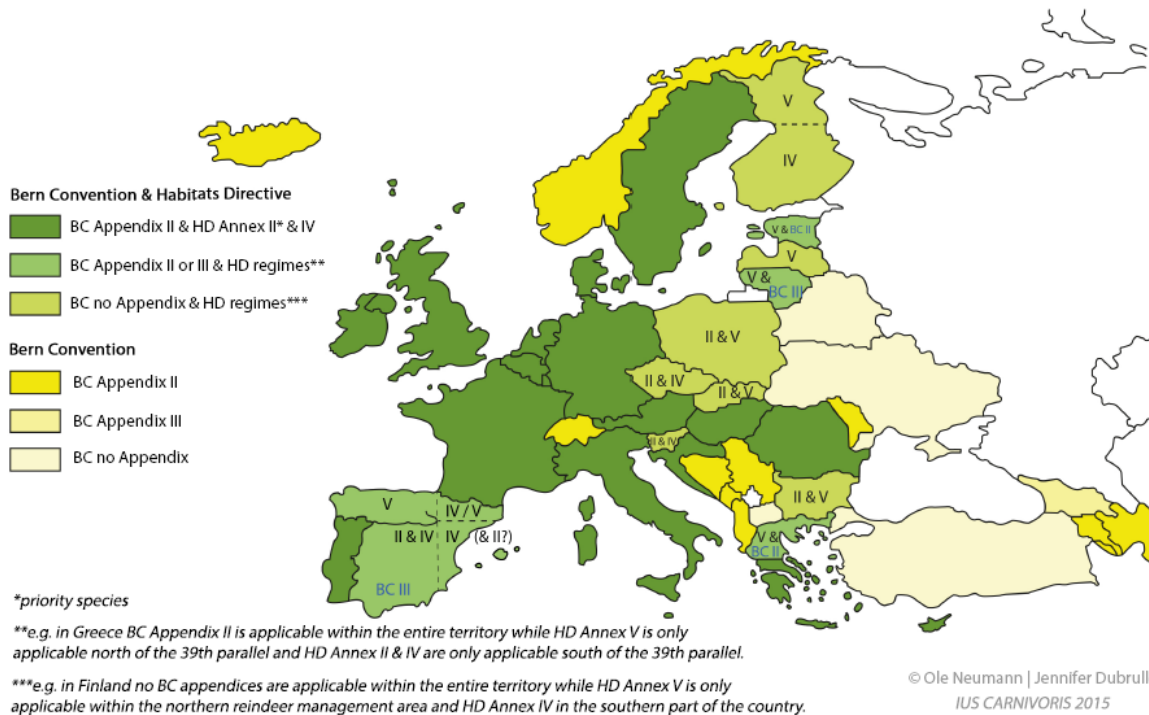 Bern Convention & Habitats Directive
BC Appendix II & HD Annex II* & IV
BC Appendix II or III & HD regimes**
BC no Appendix & HD regimes***
Bern Convention
BC Appendix II
BC Appendix III
BC no Appendix
V
IV
V & BC II
V
V &
BC III
II & V
II & IV
II & V
II & IV
II & V
V &
BC II
V
IV / V
II & IV
IV
(& II?)
BC III
*priority species
**e.g. in Greece BC Appendix II is applicable within the entire territory while HD Annex V is only
applicable north of the 39th parallel and HD Annex II & IV are only applicable south of the 39th parallel.
***e.g. in Finland no BC appendices are applicable within the entire territory while HD Annex V is only
applicable within the northern reindeer management area and HD Annex IV in the southern part of the country.
© Ole Neumann | Jennifer Dubrull
IUS CARNIVORIS 2015